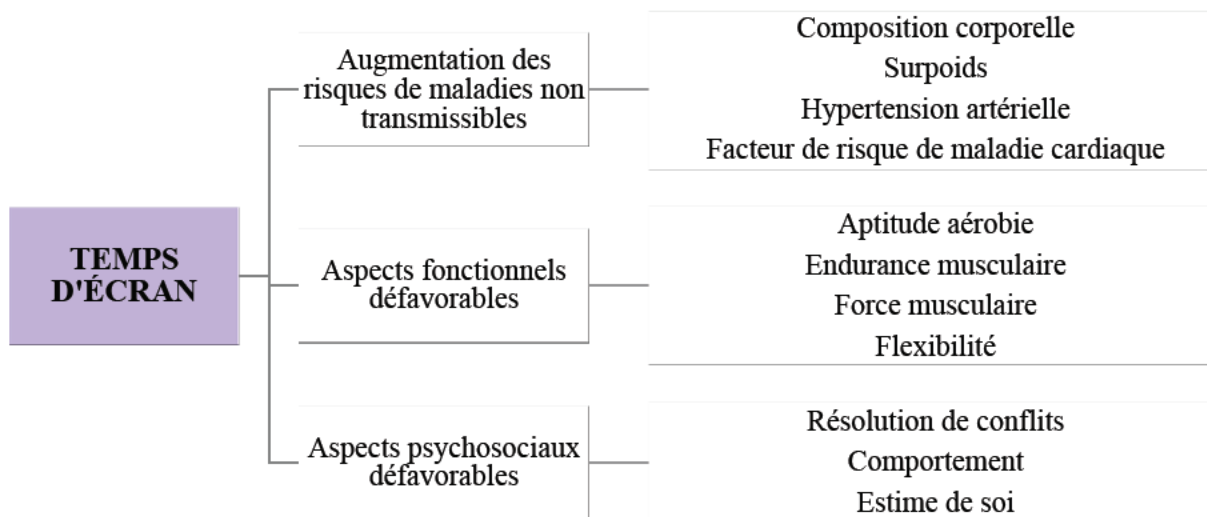 TEMPS
D'ÉCRAN
Augmentation des
risques de maladies non
transmissibles
Composition corporelle
Surpoids
Hypertension artérielle
Facteur de risque de maladie cardiaque
Aspects fonctionnels
défavorables
Aptitude aérobie
Endurance musculaire
Force musculaire
Flexibilité
Aspects psychosociaux
défavorables
Résolution de conflits
Comportement
Estime de soi